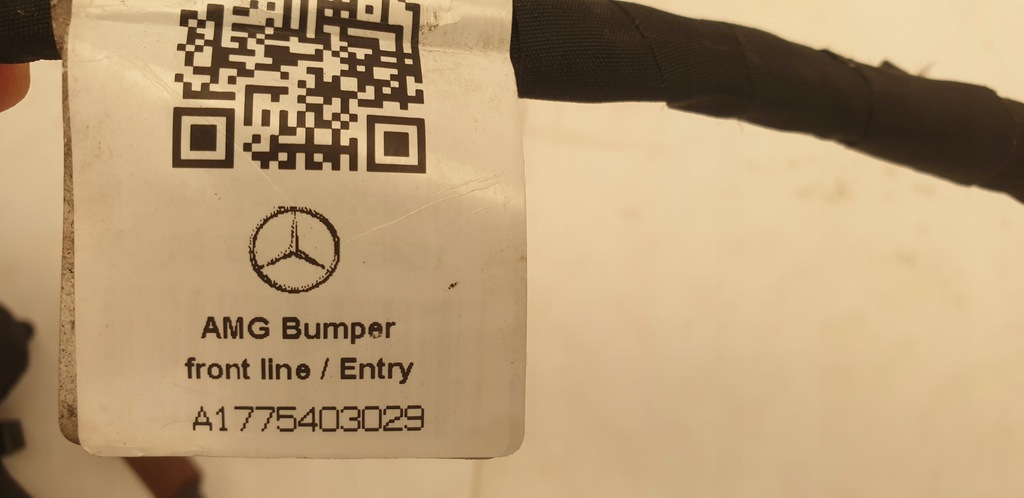 AMG Bumper
front line / Entry
A1775403029